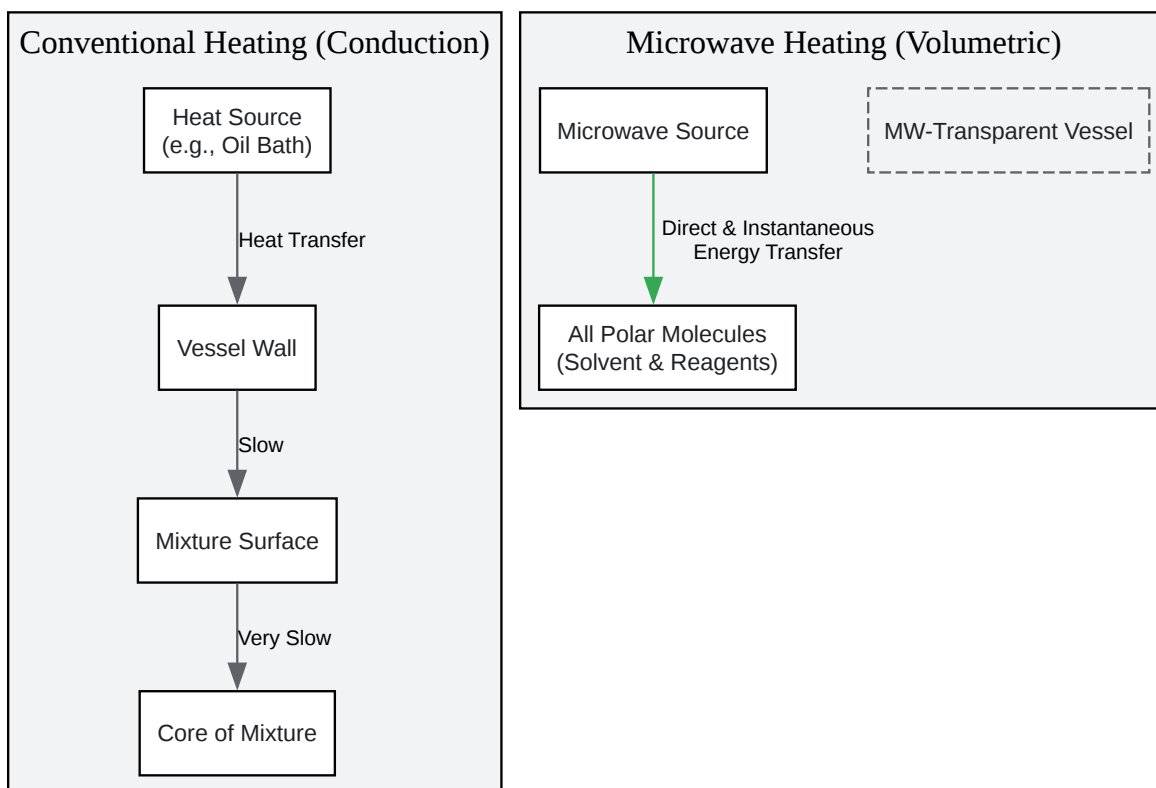 Conventional Heating (Conduction)
Heat Source
(e.g., Oil Bath)
Heat Transfer
Vessel Wall
Slow
Mixture Surface
Very Slow
Core of Mixture
Microwave Heating (Volumetric)
Microwave Source
MW-Transparent Vessel
Direct & Instantaneous
Energy Transfer
All Polar Molecules
(Solvent & Reagents)